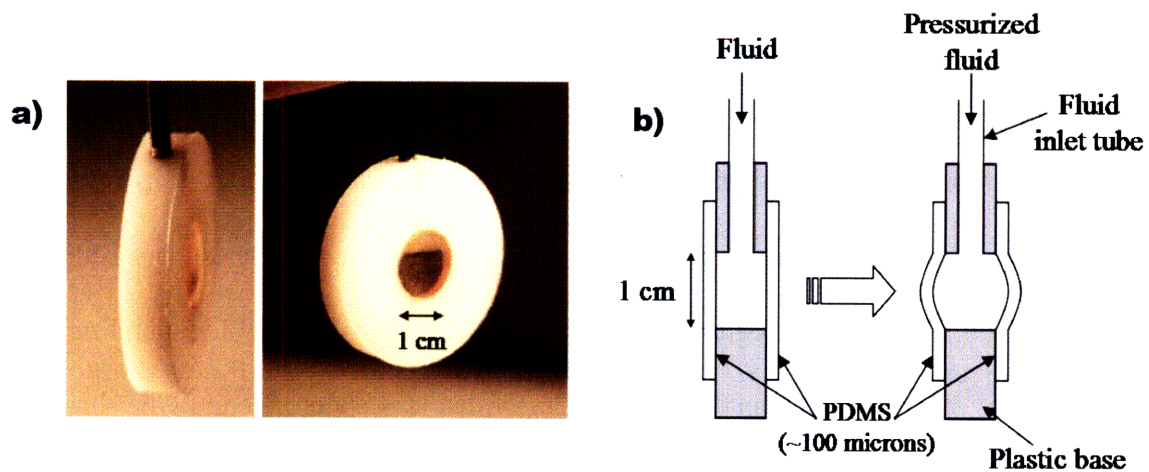 a)
1 cm
b)
Fluid
Pressurized
fluid
Fluid
inlet tube
1 cm
PDMS
(~100 microns)
Plastic base